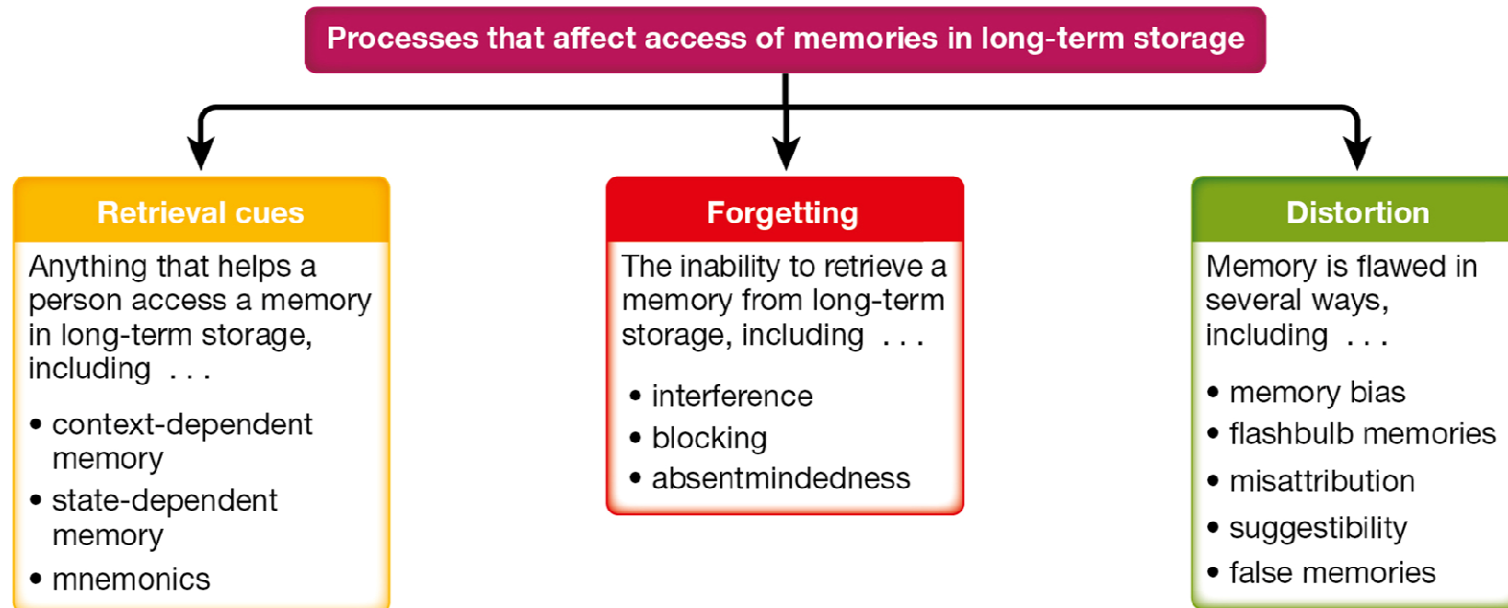 Processes that affect access of memories in long-term storage
Retrieval cues
Anything that helps a
person access a memory
in long-term storage,
including . . .
• context-dependent
memory
• state-dependent
memory
• mnemonics
Forgetting
The inability to retrieve a
memory from long-term
storage, including . . .
• interference
• blocking
• absentmindedness
Distortion
Memory is flawed in
several ways,
including . . .
• memory bias
• flashbulb memories
• misattribution
• suggestibility
• false memories